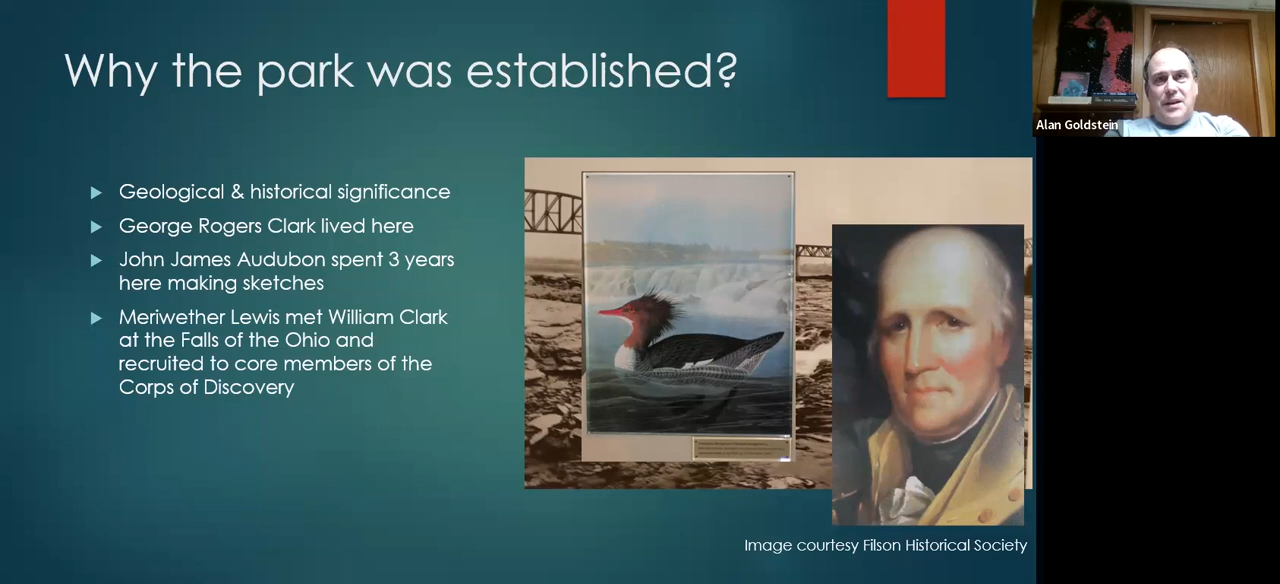 Why the park was established?
Alan Goldstein
Geological & historical significance
George Rogers Clark lived here
John James Audubon spent 3 years
here making sketches
Meriwether Lewis met William Clark
at the Falls of the Ohio and
recruited to core members of the
Corps of Discovery
Image courtesy Filson Historical Society